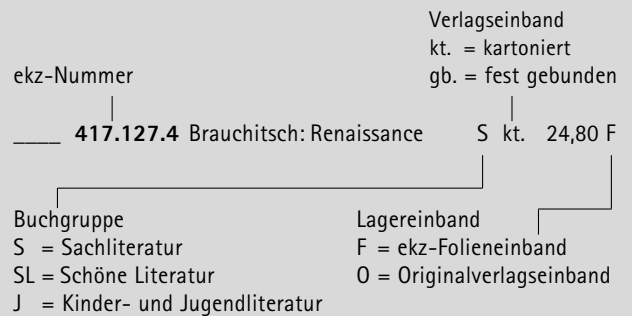 Verlagseinband
kt. = kartoniert
ekz-Nummer
gb. = fest gebunden
____ 417.127.4 Brauchitsch: Renaissance S kt. 24,80 F
Buchgruppe
S = Sachliteratur
SL = Schöne Literatur
J = Kinder- und Jugendliteratur
Lagereinband
F = ekz-Folieneinband
O = Originalverlagseinband